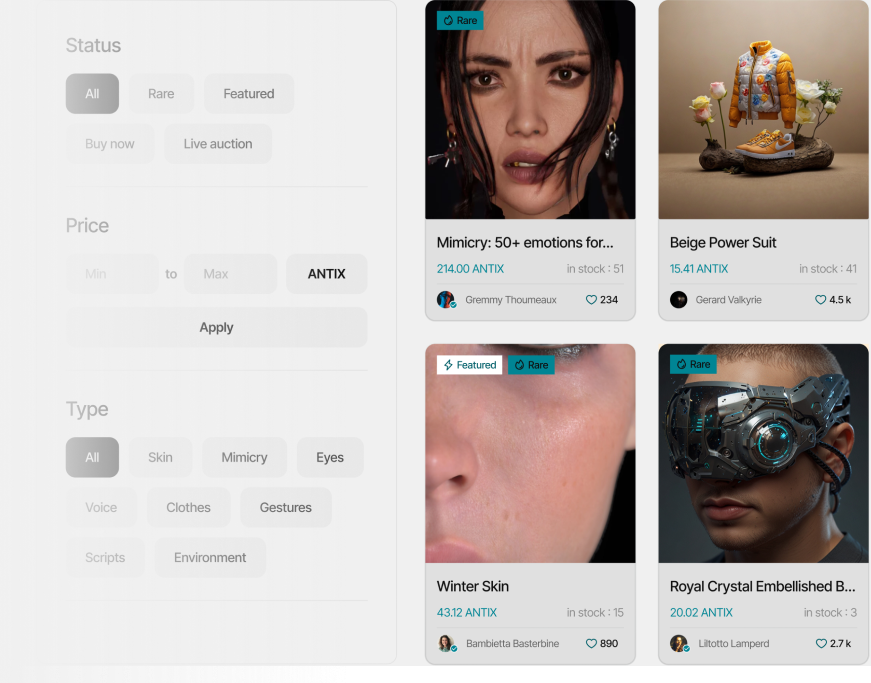 Status
All
Rare
Featured
Buy now
Live auction
Price
Min
to
Max
ANTIX
Apply
Type
All
Skin
Mimicry
Eyes
Voice
Clothes
Gestures
Scripts
Environment
Rare
Mimicry: 50+ emotions for...
214.00 ANTIX
in stock : 51
Gremmy Thoumeaux
234
Beige Power Suit
15.41 ANTIX
in stock : 41
Gerard Valkyrie
4.5 k
Featured
Rare
Winter Skin
43.12 ANTIX
in stock : 15
Bambietta Basterbine
890
Rare
Royal Crystal Embellished B...
20.02 ANTIX
in stock : 3
Liltotto Lamperd
2.7 k